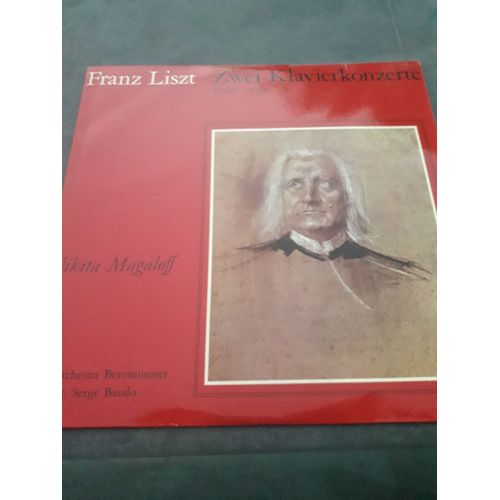 Franz Liszt Zwei Klavierkonzerte
Nikita Magaloff
Orchester Beromünster
Serge Baudo